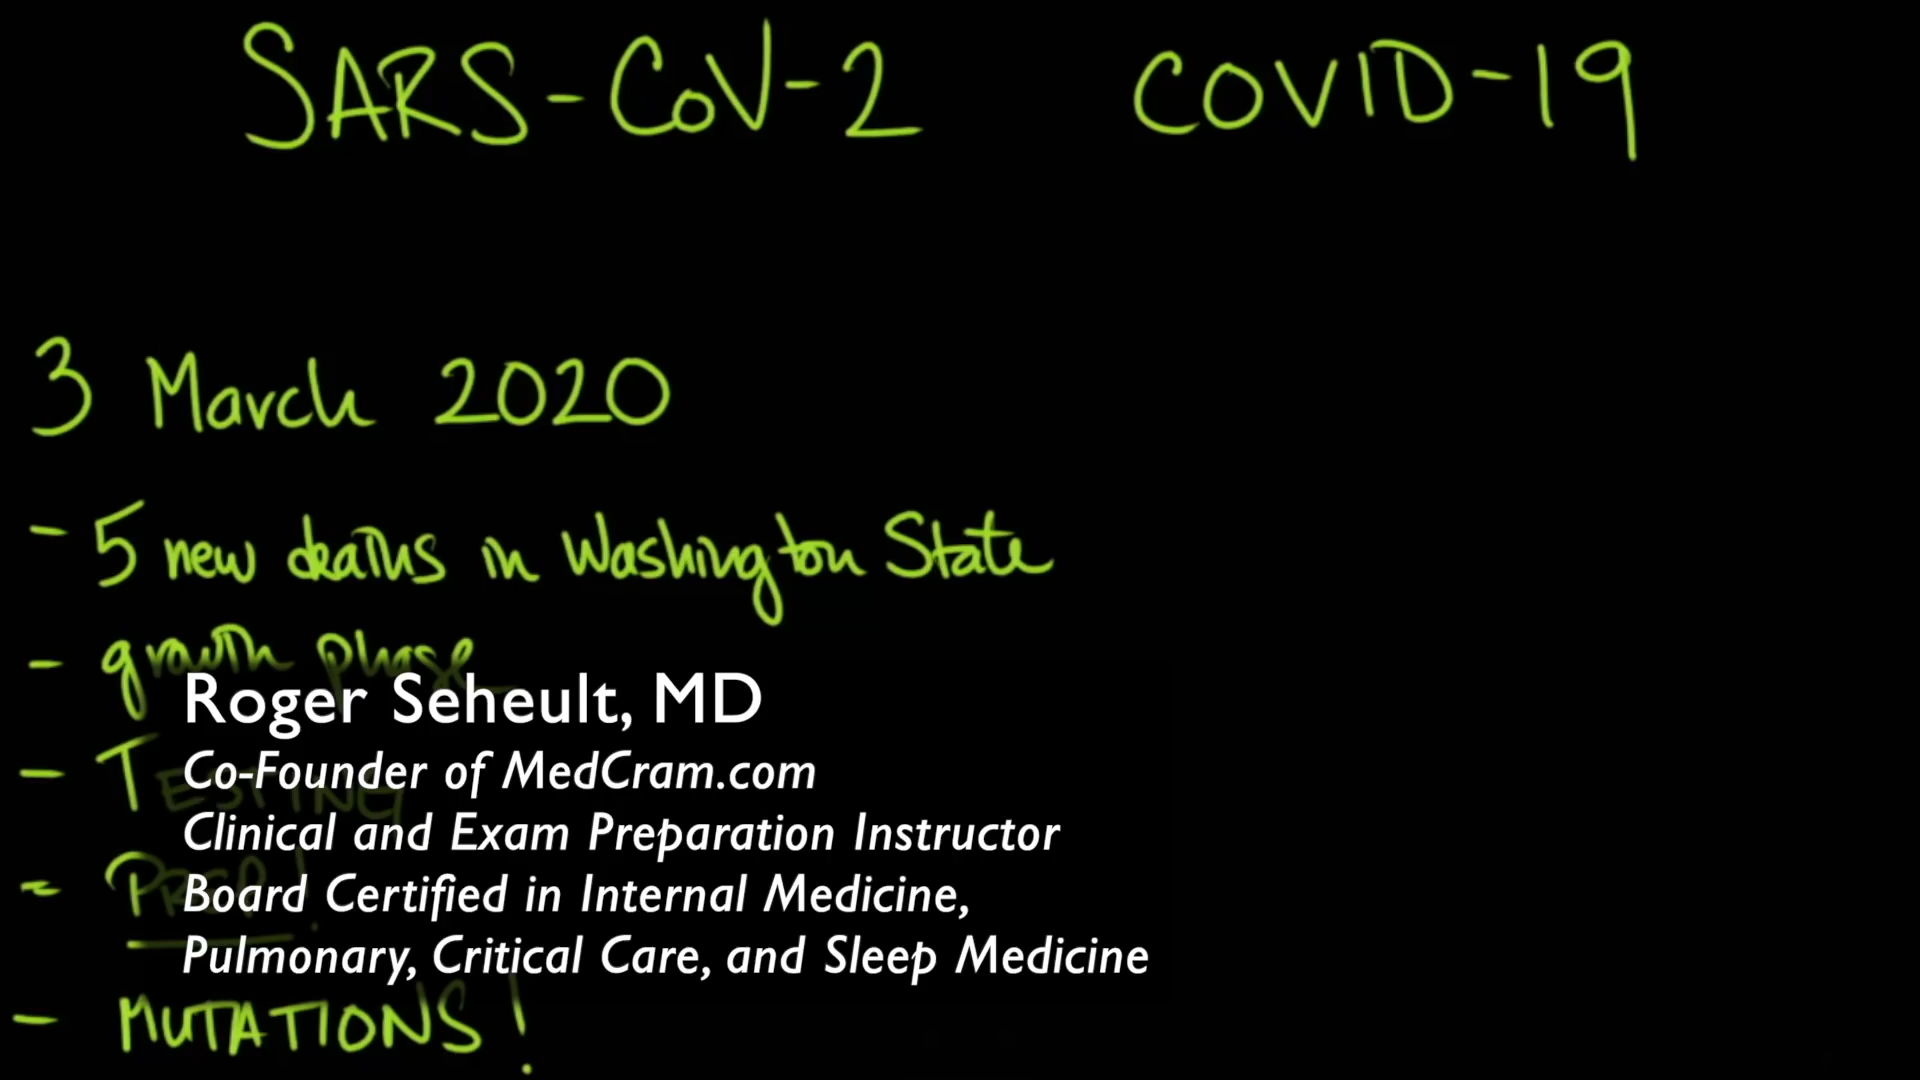 SARS-CoV-2 COVID-19
3 March 2020
- 5 new deaths in Washington State
- growth phase
Roger Seheult, MD
- TESTING
Co-Founder of MedCram.com
Clinical and Exam Preparation Instructor
- PREP!
Board Certified in Internal Medicine,
Pulmonary, Critical Care, and Sleep Medicine
- MUTATIONS!